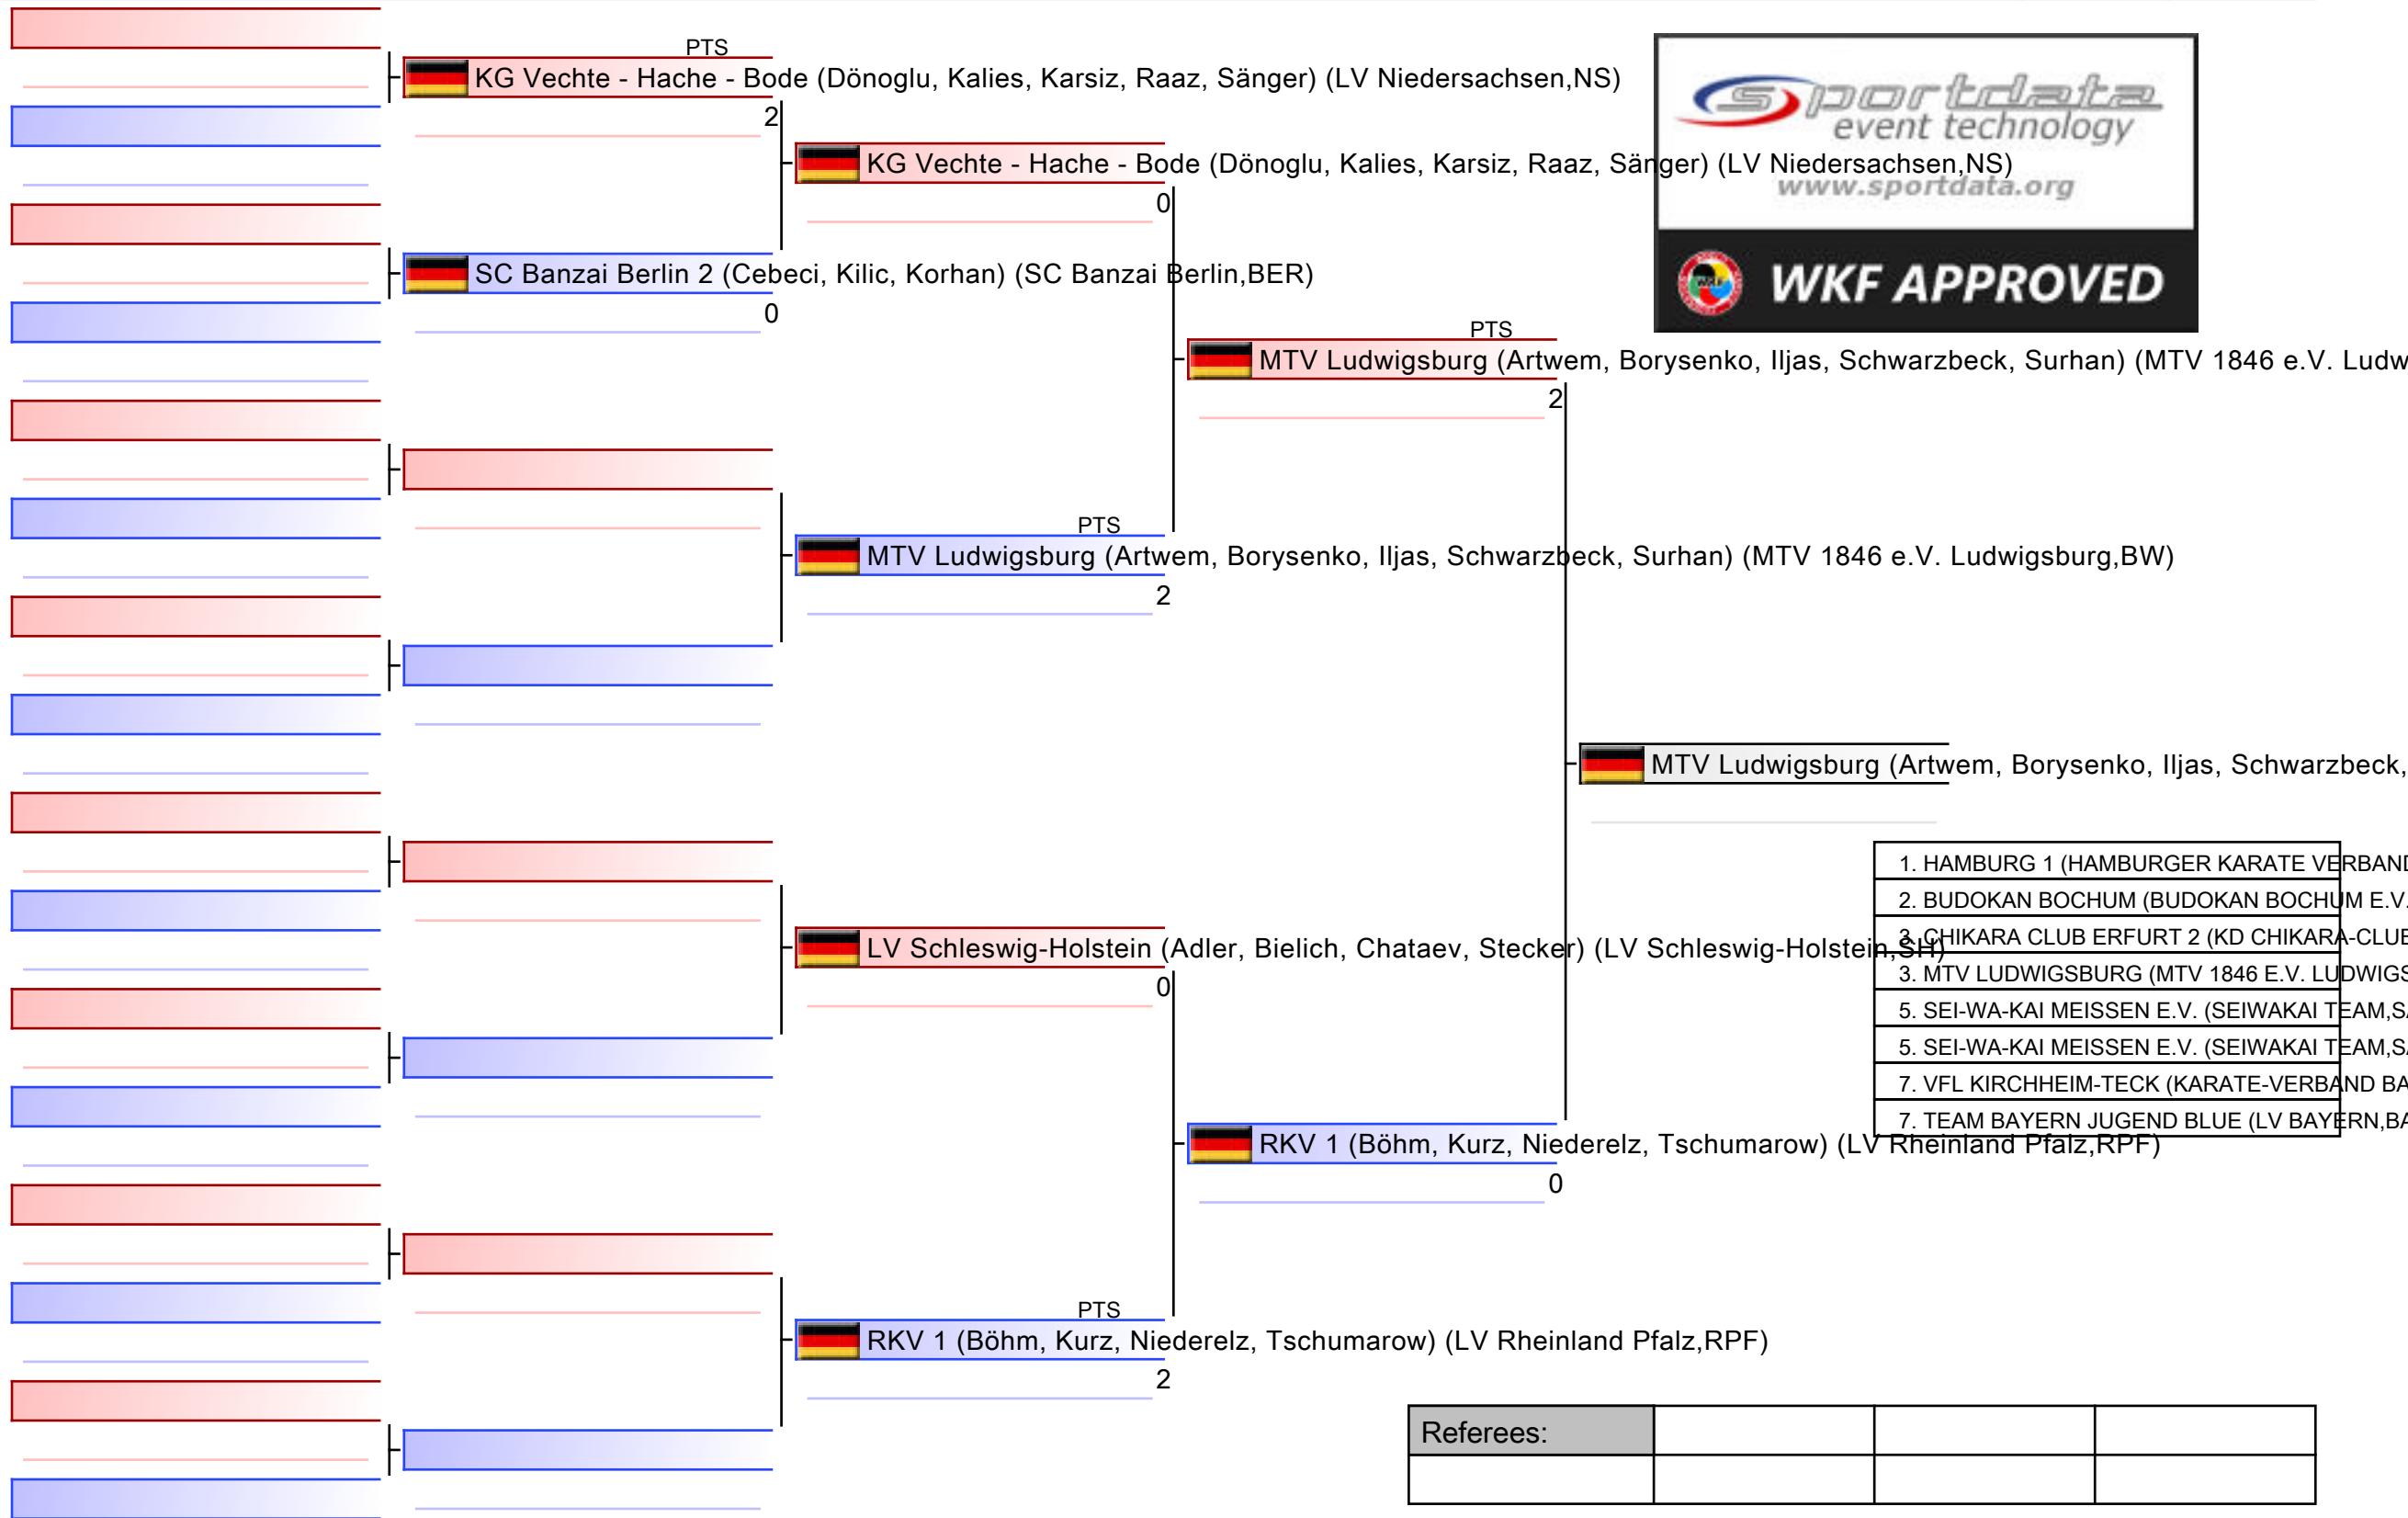 PTS
KG Vechte - Hache - Bode (Dönoglu, Kalies, Karsiz, Raaz, Sänger) (LV Niedersachsen,NS)
2
sportdata
event technology
www.sportdata.org
WKF APPROVED
KG Vechte - Hache - Bode (Dönoglu, Kalies, Karsiz, Raaz, Sänger) (LV Niedersachsen,NS)
0
SC Banzai Berlin 2 (Cebeci, Kilic, Korhan) (SC Banzai Berlin,BER)
0
PTS
MTV Ludwigsburg (Artwem, Borysenko, Iljas, Schwarzbeck, Surhan) (MTV 1846 e.V. Ludw
2
PTS
MTV Ludwigsburg (Artwem, Borysenko, Iljas, Schwarzbeck, Surhan) (MTV 1846 e.V. Ludwigsburg,BW)
2
MTV Ludwigsburg (Artwem, Borysenko, Iljas, Schwarzbeck,
1. HAMBURG 1 (HAMBURGER KARATE VERBAND
2. BUDOKAN BOCHUM (BUDOKAN BOCHUM E.V.
3. CHIKARA CLUB ERFURT 2 (KD CHIKARA-CLUB
3. MTV LUDWIGSBURG (MTV 1846 E.V. LUDWIGS
5. SEI-WA-KAI MEISSEN E.V. (SEIWAKAI TEAM,SA
5. SEI-WA-KAI MEISSEN E.V. (SEIWAKAI TEAM,SA
7. VFL KIRCHHEIM-TECK (KARATE-VERBAND BA
7. TEAM BAYERN JUGEND BLUE (LV BAYERN,BA
LV Schleswig-Holstein (Adler, Bielich, Chataev, Stecker) (LV Schleswig-Holstein,SH)
0
RKV 1 (Böhm, Kurz, Niederelz, Tschumarow) (LV Rheinland Pfalz,RPF)
0
PTS
RKV 1 (Böhm, Kurz, Niederelz, Tschumarow) (LV Rheinland Pfalz,RPF)
2
Referees: